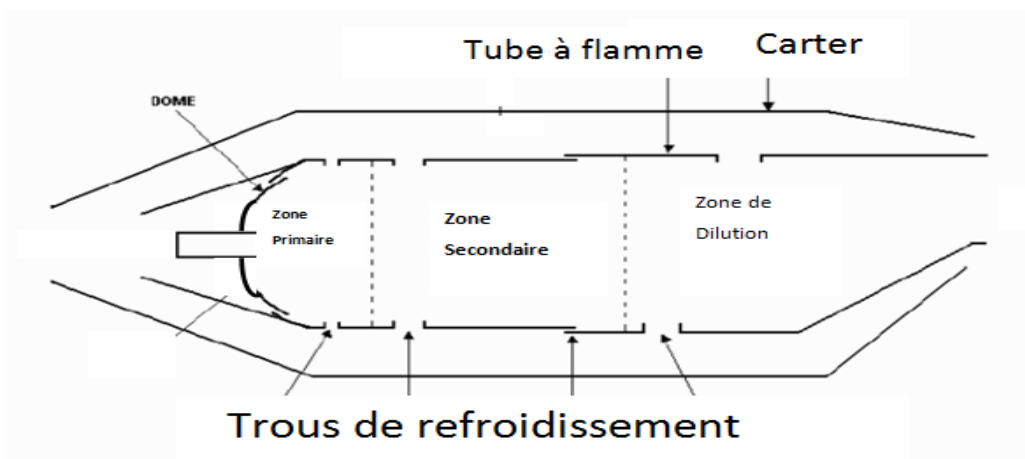 Tube à flamme
Carter
DOME
Zone
Primaire
Zone
Secondaire
Zone de
Dilution
Trous de refroidissement